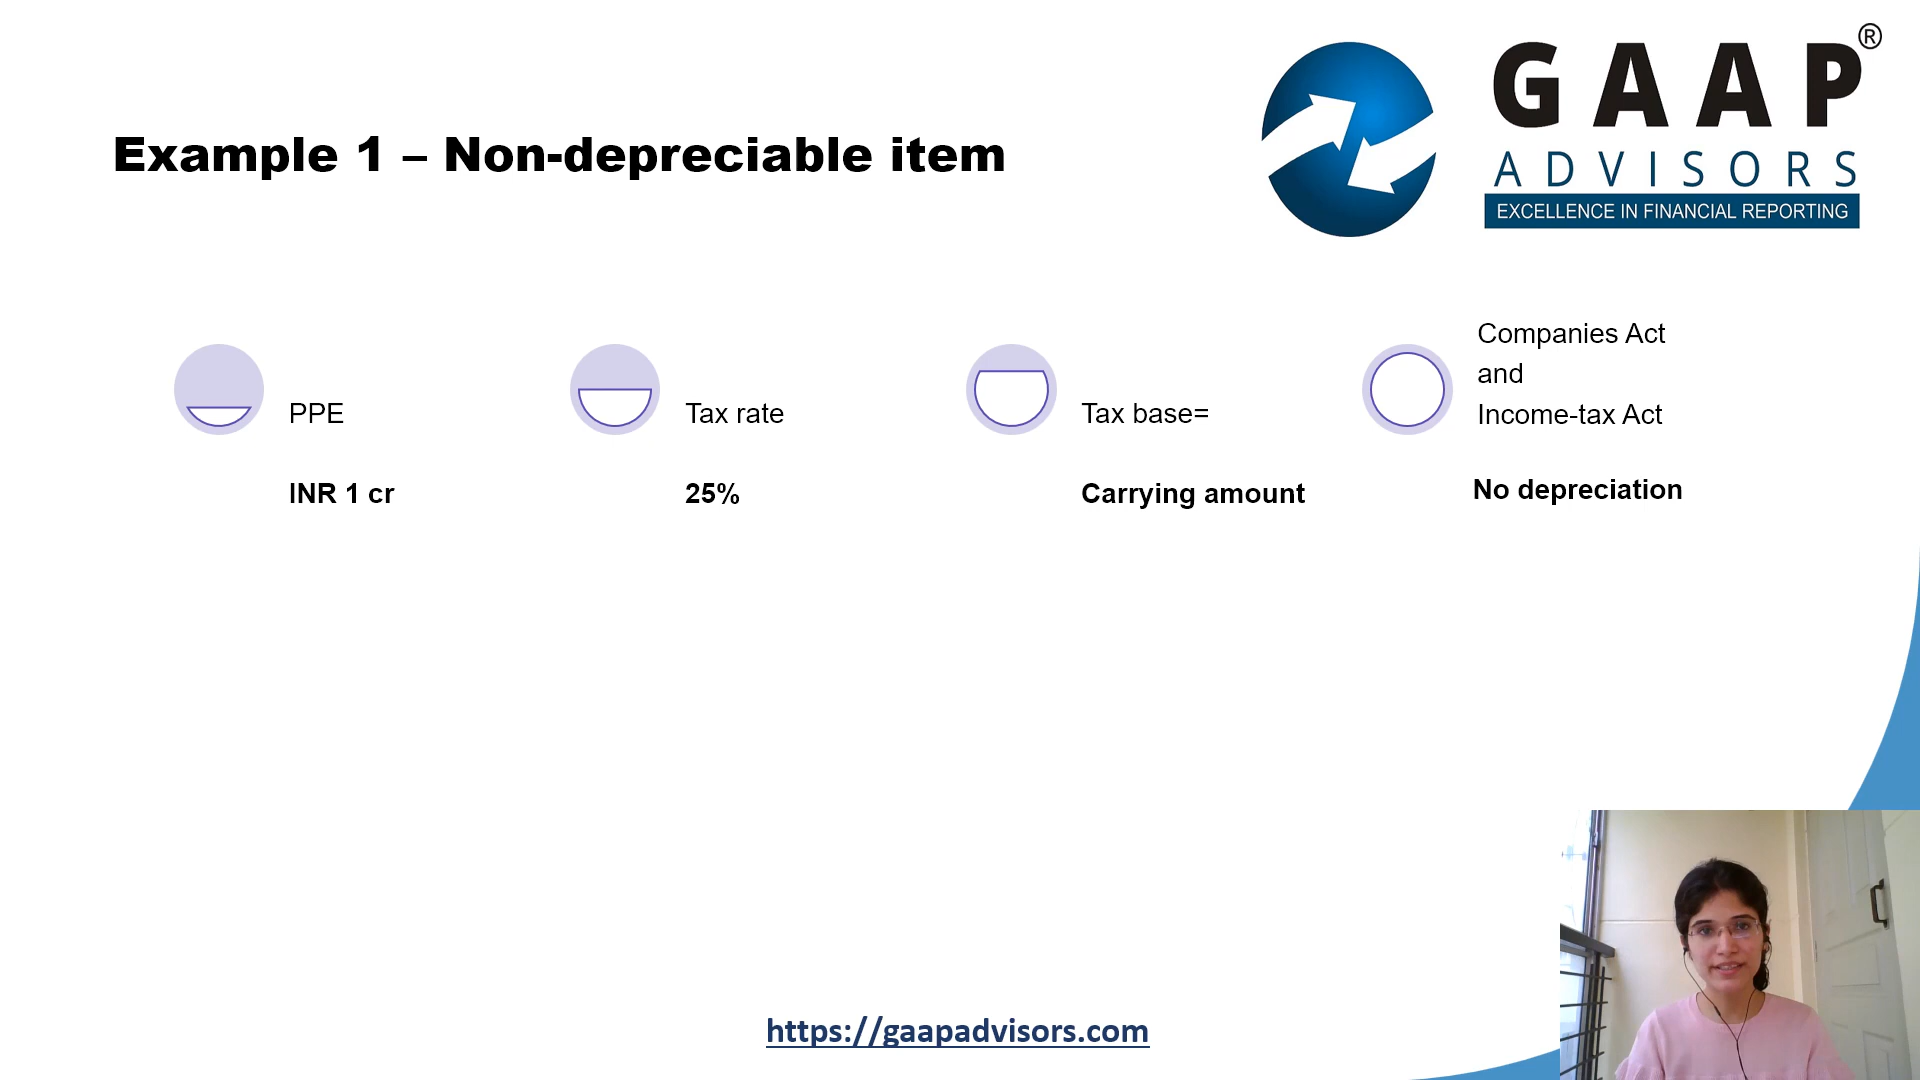 GAAP®
ADVISORS
EXCELLENCE IN FINANCIAL REPORTING
Example 1 – Non-depreciable item
PPE
INR 1 cr
Tax rate
25%
Tax base=
Carrying amount
Companies Act
and
Income-tax Act
No depreciation
https://gaapadvisors.com